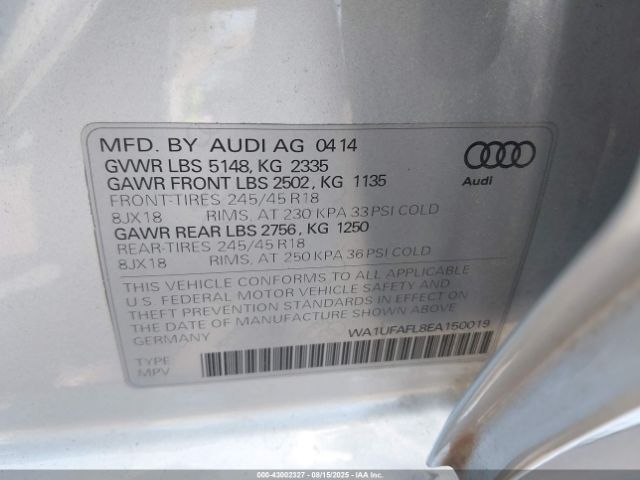 MFD. BY AUDI AG 04 14
GVWR LBS 5148, KG 2335
GAWR FRONT LBS 2502, KG 1135
FRONT-TIRES 245/45 R18
8JX18 RIMS, AT 230 KPA 33 PSI COLD
GAWR REAR LBS 2756, KG 1250
REAR-TIRES 245/45 R18
8JX18 RIMS, AT 250 KPA 36 PSI COLD
Audi
THIS VEHICLE CONFORMS TO ALL APPLICABLE
U S FEDERAL MOTOR VEHICLE SAFETY AND
THEFT PREVENTION STANDARDS IN EFFECT ON
THE DATE OF MANUFACTURE SHOWN ABOVE
GERMANY
WA1UFAFL8EA150019
TYPE
MPV
000-43002327 - 08/15/2025 - IAAI.COM